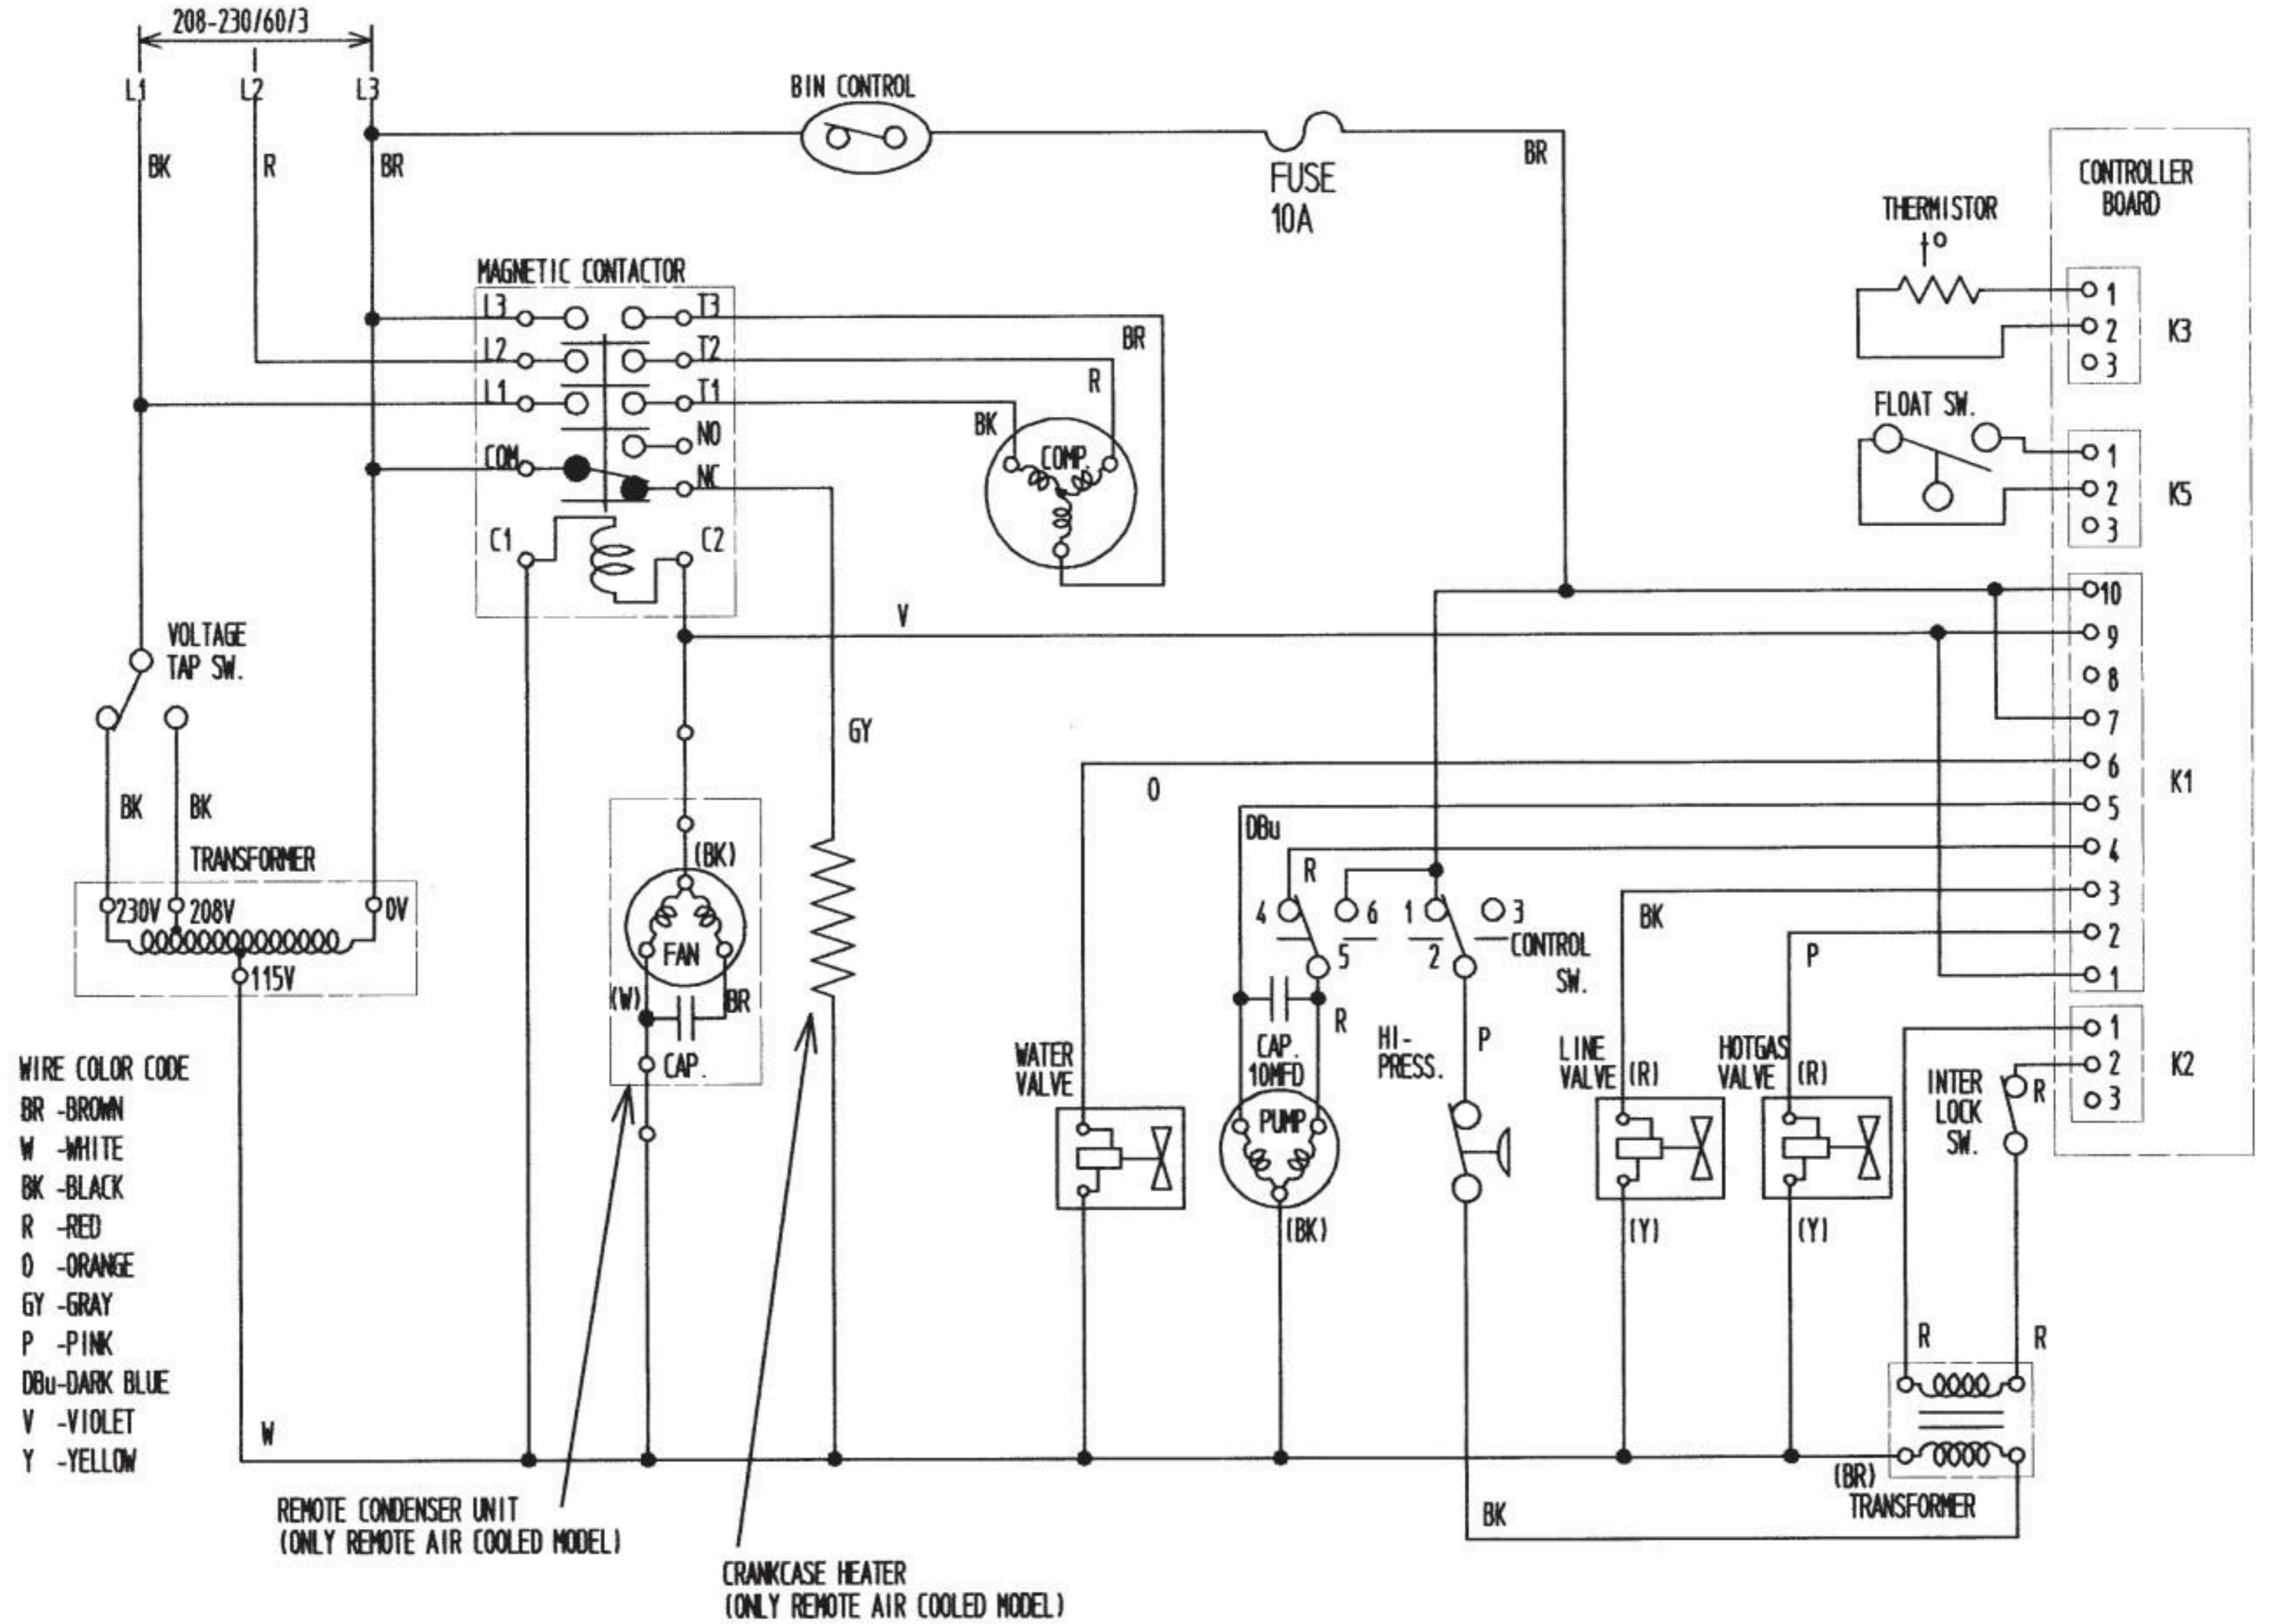 208-230/60/3
L1
L2
L3
BK
R
BR
BIN CONTROL
FUSE
10A
BR
CONTROLLER
BOARD
THERMISTOR
1
2
3
K3
FLOAT SW.
1
2
3
K5
MAGNETIC CONTACTOR
L3
T3
L2
T2
L1
T1
NO
COM
NC
C1
C2
BR
R
BK
COMP.
V
GY
VOLTAGE
TAP SW.
BK
BK
TRANSFORMER
230V
208V
0V
115V
(BK)
FAN
(W)
BR
CAP.
10
9
8
7
6
5
4
3
2
1
K1
O
DBu
R
4
6
1
3
5
2
CONTROL
SW.
BK
P
R
P
WATER
VALVE
CAP.
10MFD
PUMP
(BK)
HI-
PRESS.
LINE
VALVE
(R)
(Y)
HOTGAS
VALVE
(R)
(Y)
INTER
LOCK
SW.
R
1
2
3
K2
R
R
(BR)
TRANSFORMER
BK
W
WIRE COLOR CODE
BR -BROWN
W -WHITE
BK -BLACK
R -RED
O -ORANGE
GY -GRAY
P -PINK
DBu-DARK BLUE
V -VIOLET
Y -YELLOW
REMOTE CONDENSER UNIT
(ONLY REMOTE AIR COOLED MODEL)
CRANKCASE HEATER
(ONLY REMOTE AIR COOLED MODEL)